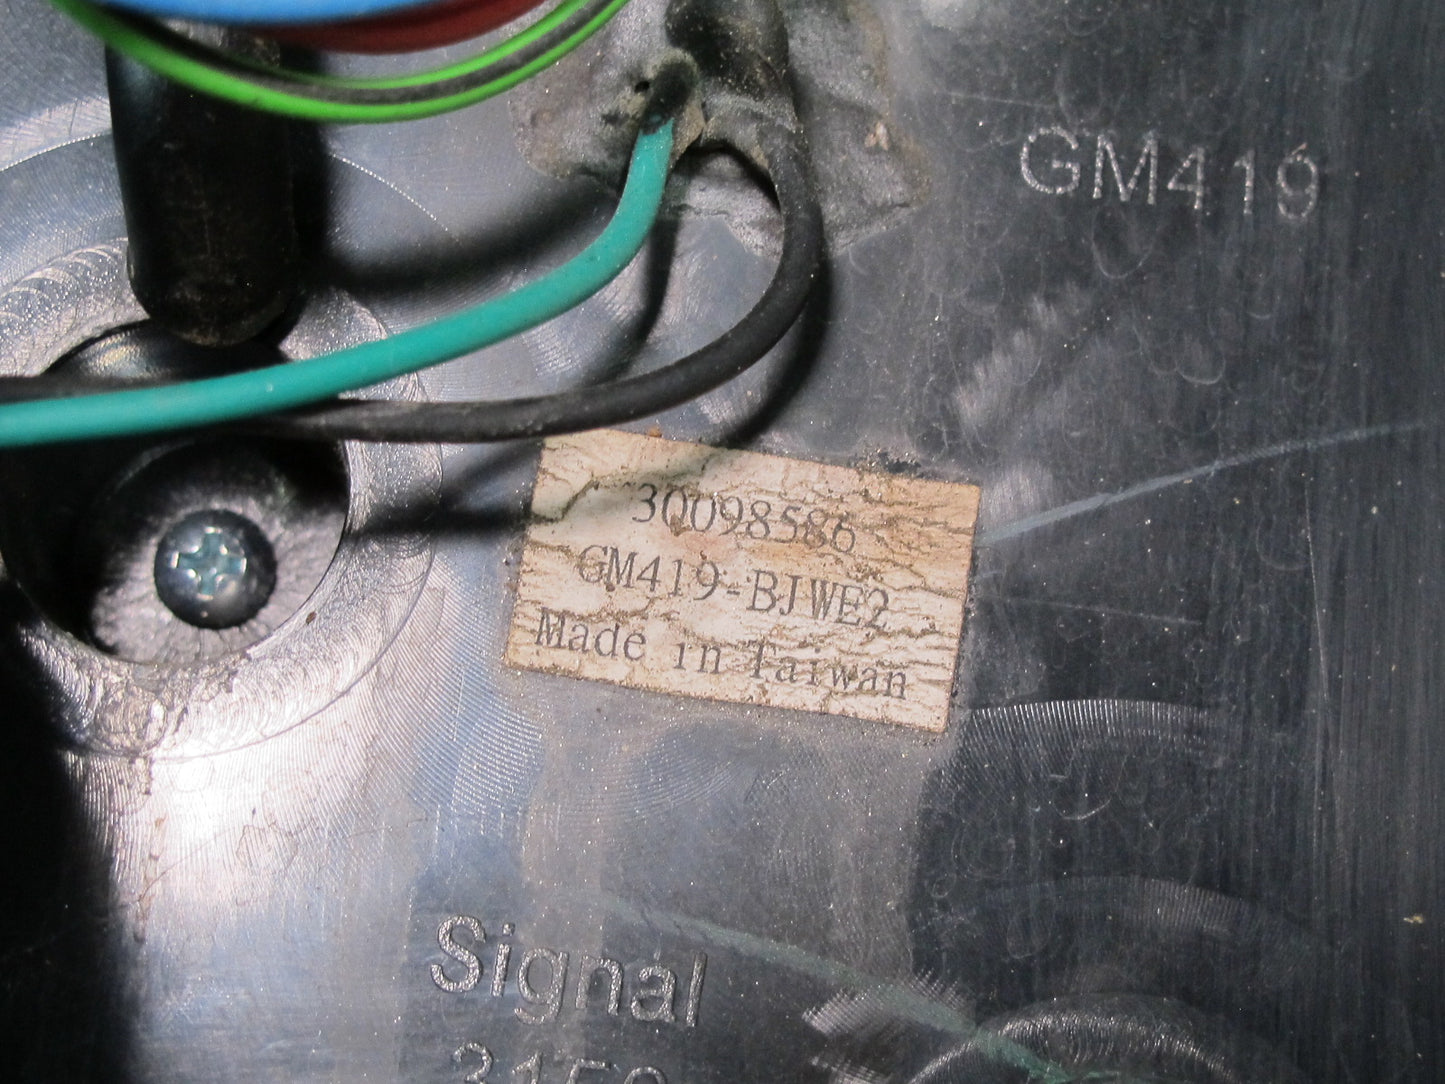 GM419
30098586
GM419-BJWE2
Made in Taiwan
Signal